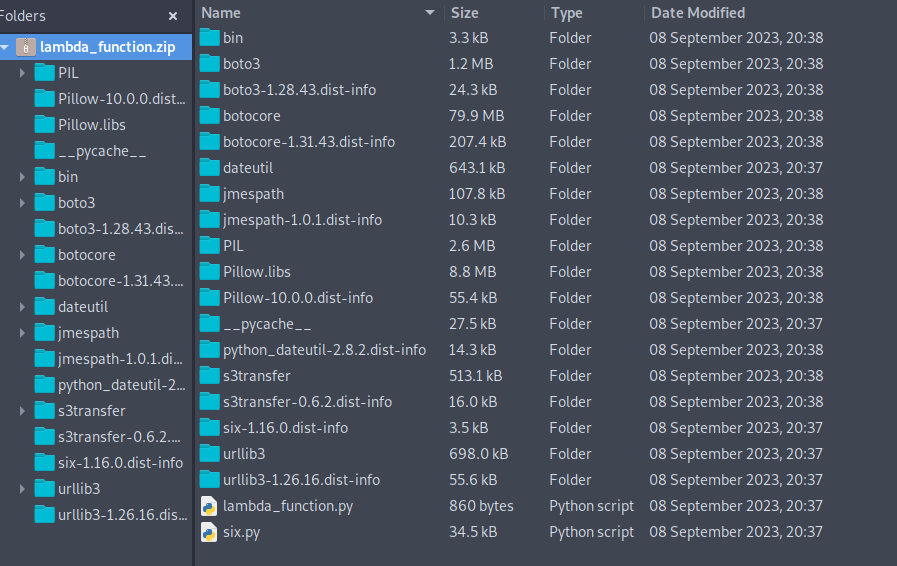 Folders
lambda_function.zip
PIL
Pillow-10.0.0.dist...
Pillow.libs
__pycache__
bin
boto3
boto3-1.28.43.dis...
botocore
botocore-1.31.43....
dateutil
jmespath
jmespath-1.0.1.di...
python_dateutil-2...
s3transfer
s3transfer-0.6.2....
six-1.16.0.dist-info
urllib3
urllib3-1.26.16.dis...
Name Size Type Date Modified
bin 3.3 kB Folder 08 September 2023, 20:38
boto3 1.2 MB Folder 08 September 2023, 20:38
boto3-1.28.43.dist-info 24.3 kB Folder 08 September 2023, 20:38
botocore 79.9 MB Folder 08 September 2023, 20:38
botocore-1.31.43.dist-info 207.4 kB Folder 08 September 2023, 20:38
dateutil 643.1 kB Folder 08 September 2023, 20:37
jmespath 107.8 kB Folder 08 September 2023, 20:38
jmespath-1.0.1.dist-info 10.3 kB Folder 08 September 2023, 20:38
PIL 2.6 MB Folder 08 September 2023, 20:38
Pillow.libs 8.8 MB Folder 08 September 2023, 20:38
Pillow-10.0.0.dist-info 55.4 kB Folder 08 September 2023, 20:38
__pycache__ 27.5 kB Folder 08 September 2023, 20:37
python_dateutil-2.8.2.dist-info 14.3 kB Folder 08 September 2023, 20:38
s3transfer 513.1 kB Folder 08 September 2023, 20:38
s3transfer-0.6.2.dist-info 16.0 kB Folder 08 September 2023, 20:38
six-1.16.0.dist-info 3.5 kB Folder 08 September 2023, 20:37
urllib3 698.0 kB Folder 08 September 2023, 20:37
urllib3-1.26.16.dist-info 55.6 kB Folder 08 September 2023, 20:37
lambda_function.py 860 bytes Python script 08 September 2023, 20:37
six.py 34.5 kB Python script 08 September 2023, 20:37